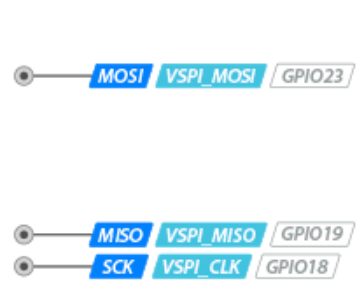 MOSI VSPI_MOSI GPIO23
MISO VSPI_MISO GPIO19
SCK VSPI_CLK GPIO18